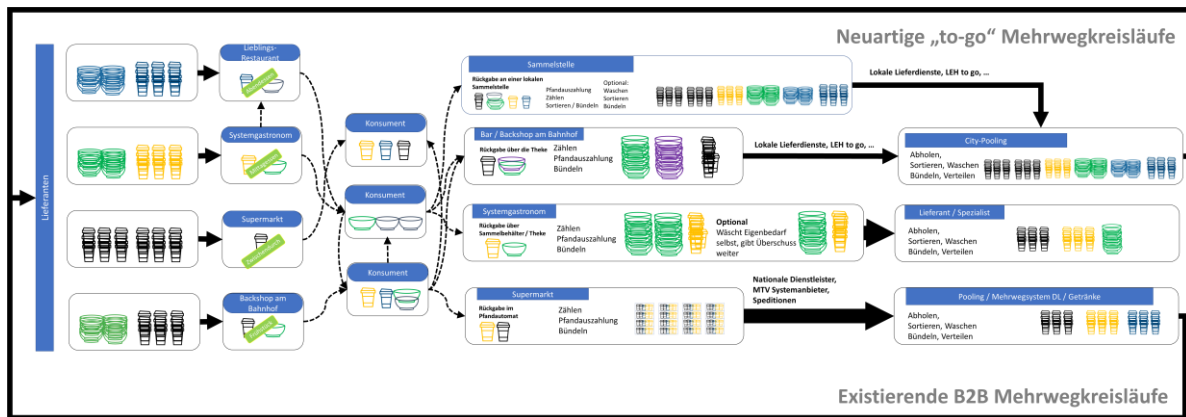 Neuartige „to-go“ Mehrwegkreisläufe
Lieferanten
Lieblings-
Restaurant
Abendessen
Systemgastronom
Supermarkt
Zwischendurch
Backshop am
Bahnhof
Konsument
Konsument
Konsument
Sammelstelle
Rückgabe an einer lokalen
Sammelstelle
Pfandauszahlung
Zählen
Sortieren / Bündeln
Optional:
Waschen
Sortieren
Bündeln
Lokale Lieferdienste, LEH to go, ...
Bar / Backshop am Bahnhof
Rückgabe über die Theke
Zählen
Pfandauszahlung
Bündeln
Lokale Lieferdienste, LEH to go, ...
City-Pooling
Abholen,
Sortieren, Waschen
Bündeln, Verteilen
Systemgastronom
Rückgabe über
Sammelbehälter / Theke
Zählen
Pfandauszahlung
Bündeln
Optional
Wäscht Eigenbedarf
selbst, gibt Überschuss
weiter
Lieferant / Spezialist
Abholen,
Sortieren, Waschen
Bündeln, Verteilen
Supermarkt
Rückgabe im
Pfandautomat
Zählen
Pfandauszahlung
Bündeln
Nationale Dienstleister,
MTV Systemanbieter,
Speditionen
Pooling / Mehrwegsystem DL / Getränke
Abholen,
Sortieren, Waschen
Bündeln, Verteilen
Existierende B2B Mehrwegkreisläufe